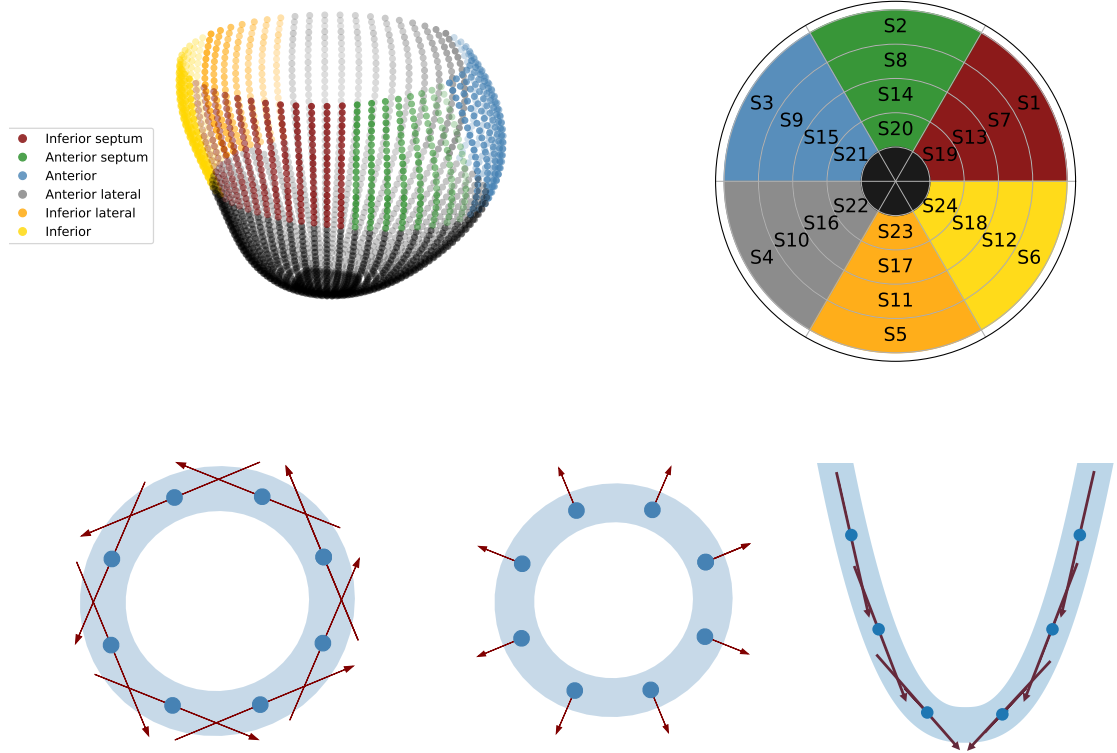 Inferior septum
Anterior septum
Anterior
Anterior lateral
Inferior lateral
Inferior
S2
S8
S14
S20
S3
S9
S15
S21
S1
S7
S13
S19
S22
S16
S10
S4
S24
S18
S12
S6
S23
S17
S11
S5